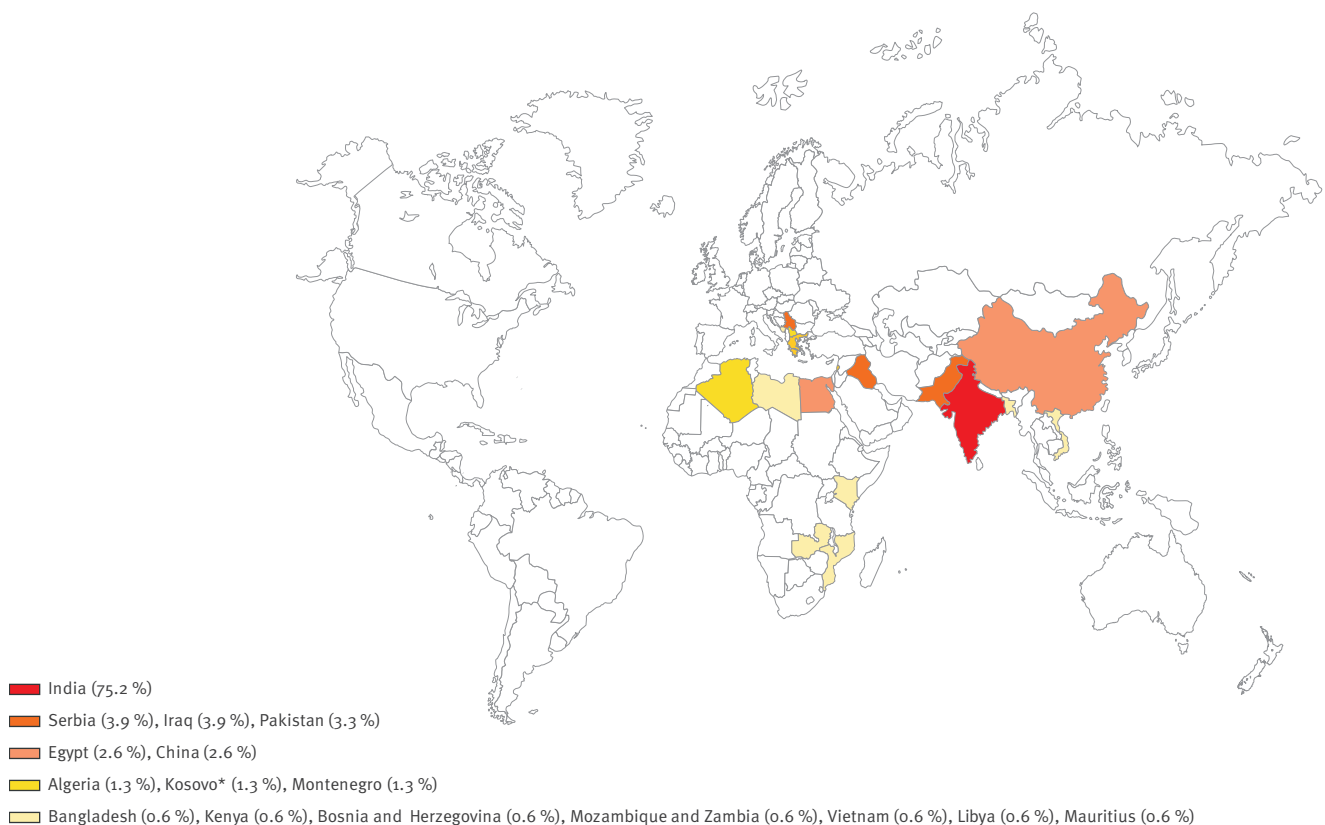 India (75.2 %)
Serbia (3.9 %), Iraq (3.9 %), Pakistan (3.3 %)
Egypt (2.6 %), China (2.6 %)
Algeria (1.3 %), Kosovo* (1.3 %), Montenegro (1.3 %)
Bangladesh (0.6 %), Kenya (0.6 %), Bosnia and Herzegovina (0.6 %), Mozambique and Zambia (0.6 %), Vietnam (0.6 %), Libya (0.6 %), Mauritius (0.6 %)